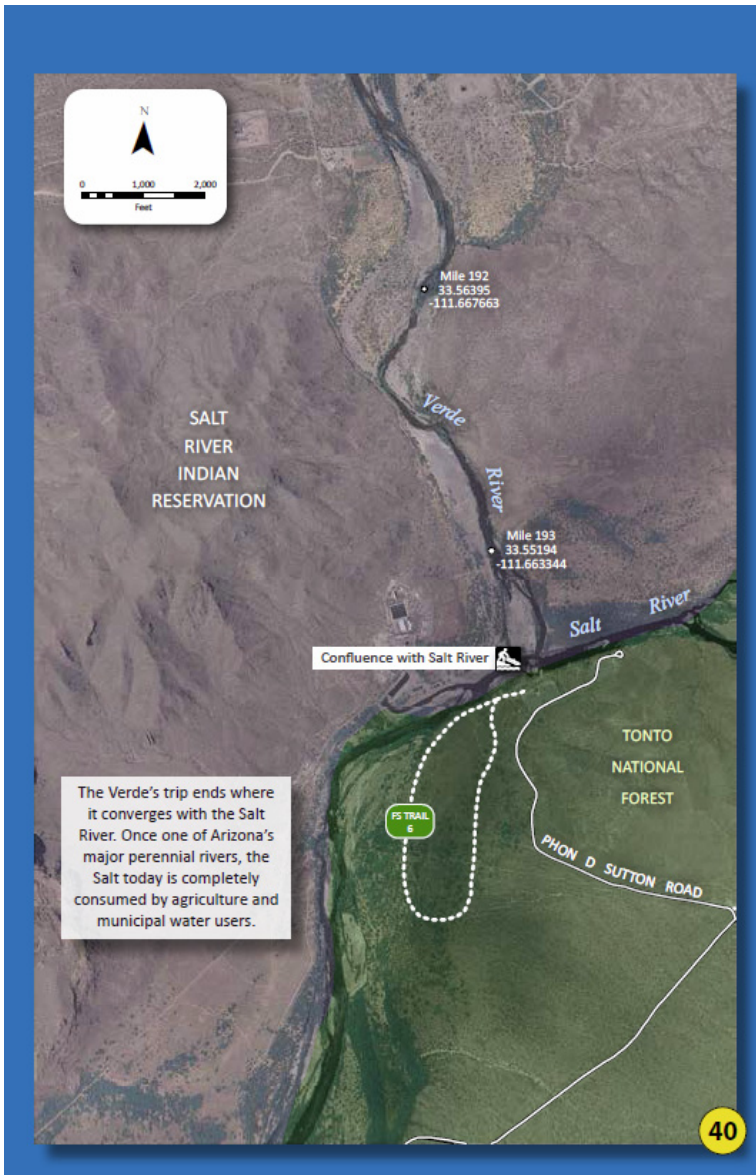 N
0 1,000 2,000
Feet
Mile 192
33.56395
-111.667663
Verde
River
SALT
RIVER
INDIAN
RESERVATION
Mile 193
33.55194
-111.663344
Salt River
Confluence with Salt River
TONTO
NATIONAL
FOREST
The Verde’s trip ends where
it converges with the Salt
River. Once one of Arizona’s
major perennial rivers, the
Salt today is completely
consumed by agriculture and
municipal water users.
FS TRAIL
6
PHON D SUTTON ROAD
40